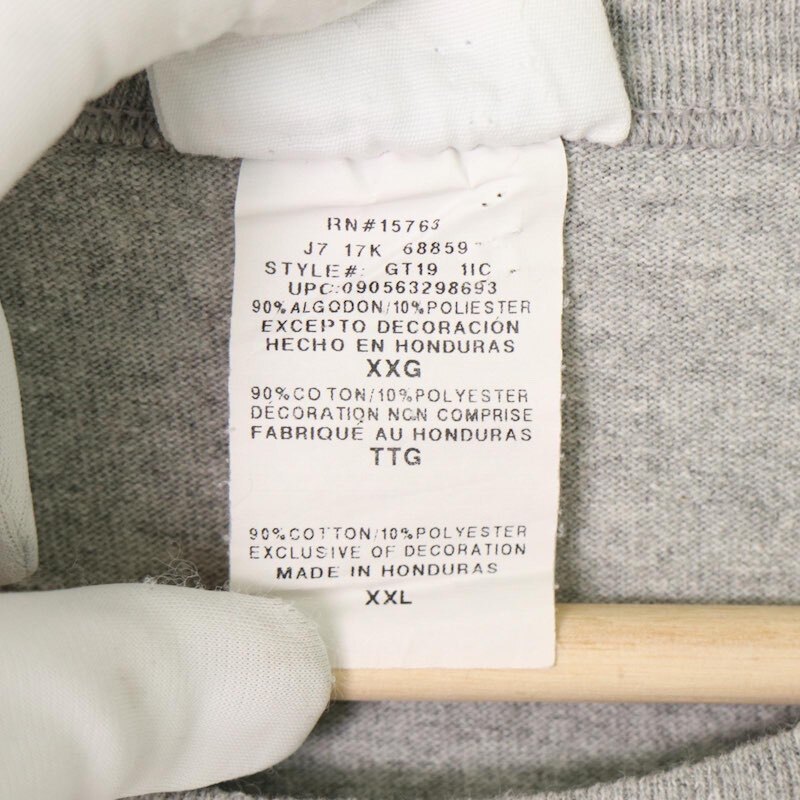 RN#15763
J7 17K 68859
STYLE#: GT19 1IC
UPC:090563298693
90%ALGODON/10%POLIESTER
EXCEPTO DECORACIÓN
HECHO EN HONDURAS
XXG
90%COTON/10%POLYESTER
DÉCORATION NON COMPRISE
FABRIQUÉ AU HONDURAS
TTG
90%COTTON/10%POLYESTER
EXCLUSIVE OF DECORATION
MADE IN HONDURAS
XXL